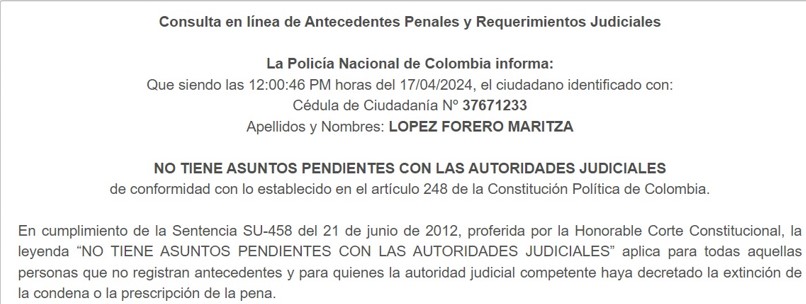 Consulta en línea de Antecedentes Penales y Requerimientos Judiciales
La Policía Nacional de Colombia informa:
Que siendo las 12:00:46 PM horas del 17/04/2024, el ciudadano identificado con:
Cédula de Ciudadanía Nº 37671233
Apellidos y Nombres: LOPEZ FORERO MARITZA
NO TIENE ASUNTOS PENDIENTES CON LAS AUTORIDADES JUDICIALES
de conformidad con lo establecido en el artículo 248 de la Constitución Política de Colombia.
En cumplimiento de la Sentencia SU-458 del 21 de junio de 2012, proferida por la Honorable Corte Constitucional, la
leyenda “NO TIENE ASUNTOS PENDIENTES CON LAS AUTORIDADES JUDICIALES” aplica para todas aquellas
personas que no registran antecedentes y para quienes la autoridad judicial competente haya decretado la extinción de
la condena o la prescripción de la pena.